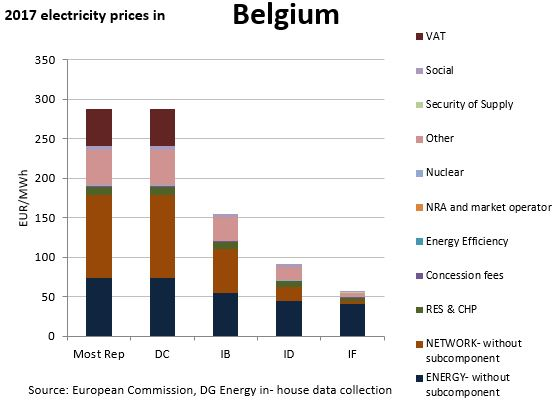 2017 electricity prices in Belgium
350
300
250
200
150
100
50
0
EUR/MWh
Most Rep DC IB ID IF
VAT
Social
Security of Supply
Other
Nuclear
NRA and market operator
Energy Efficiency
Concession fees
RES & CHP
NETWORK- without
subcomponent
ENERGY- without
subcomponent
Source: European Commission, DG Energy in- house data collection